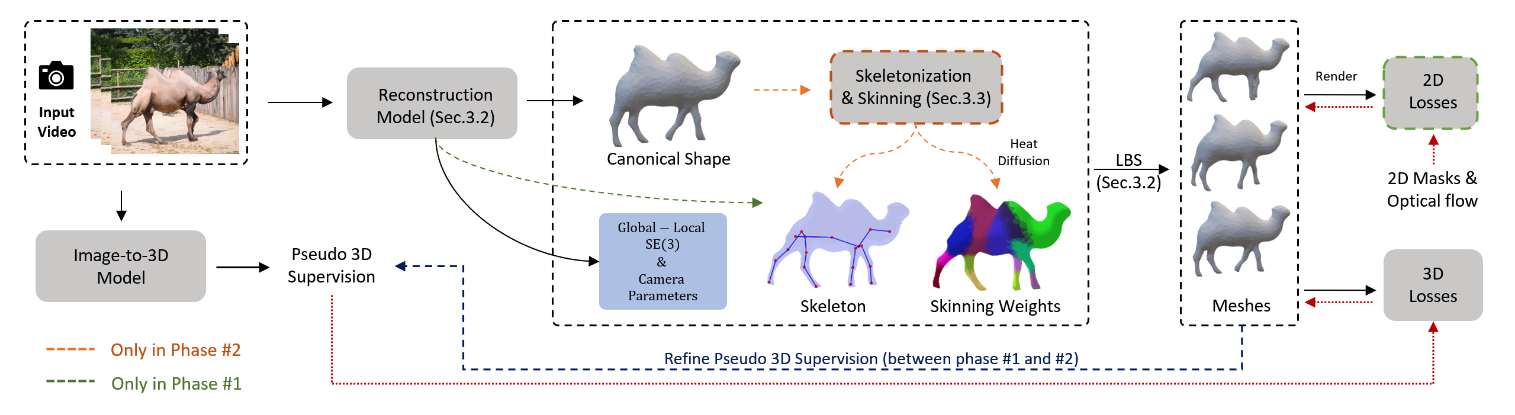 Input
Video
Reconstruction
Model (Sec.3.2)
Canonical Shape
Skeletonization
& Skinning (Sec.3.3)
Heat
Diffusion
Global – Local
SE(3)
&
Camera
Parameters
Skeleton
Skinning Weights
LBS
(Sec.3.2)
Meshes
Render
2D
Losses
2D Masks &
Optical flow
3D
Losses
Image-to-3D
Model
Pseudo 3D
Supervision
Refine Pseudo 3D Supervision (between phase #1 and #2)
Only in Phase #2
Only in Phase #1